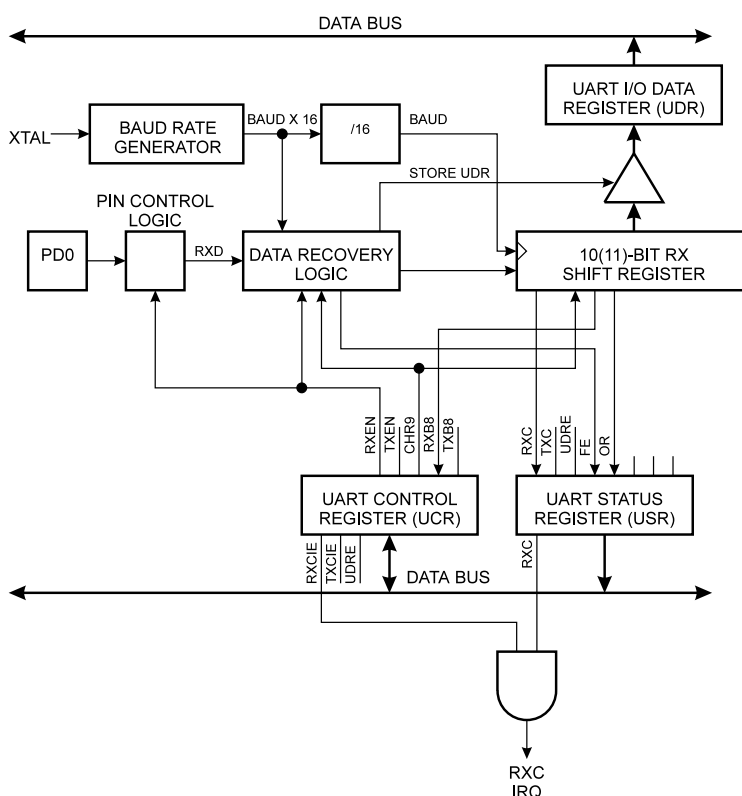 DATA BUS
UART I/O DATA
REGISTER (UDR)
XTAL
BAUD RATE
GENERATOR
BAUD X 16
/16
BAUD
STORE UDR
PIN CONTROL
LOGIC
PD0
RXD
DATA RECOVERY
LOGIC
10(11)-BIT RX
SHIFT REGISTER
RXEN
TXEN
CHR9
RXB8
TXB8
RXC
TXC
UDRE
FE
OR
UART CONTROL
REGISTER (UCR)
UART STATUS
REGISTER (USR)
RXCIE
TXCIE
UDRE
RXC
DATA BUS
RXC
IRQ